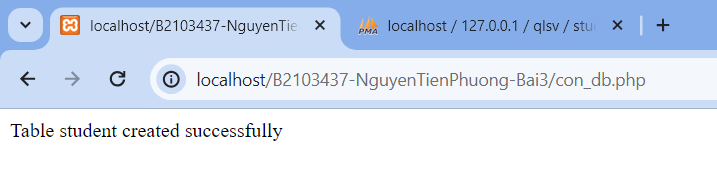 localhost/B2103437-NguyenTie
PMA
localhost / 127.0.0.1 / qlsv / stu
localhost/B2103437-NguyenTienPhuong-Bai3/con_db.php
Table student created successfully